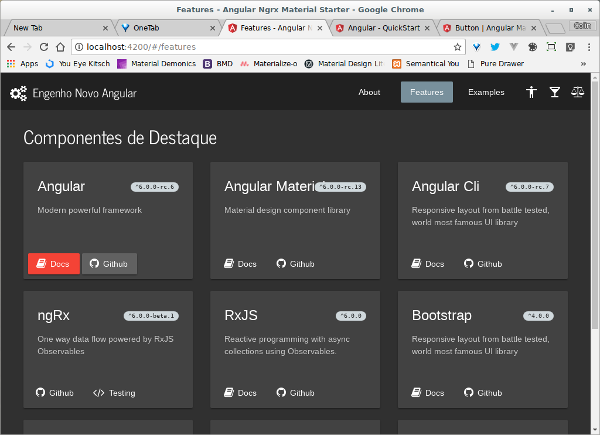 Features - Angular Ngrx Material Starter - Google Chrome
New Tab
OneTab
Features - Angular N
Angular - QuickStart
Button | Angular Ma
Colin
localhost:4200/#/features
Apps
You Eye Kitsch
Material Demonics
BMD
Materialize-o
Material Design Lit
Semantical You
Pure Drawer
»
Engenho Novo Angular
About
Features
Examples
Componentes de Destaque
Angular
^6.0.0-rc.6
Modern powerful framework
Docs
Github
Angular Material
^6.0.0-rc.13
Material design component library
Docs
Github
Angular Cli
^6.0.0-rc.7
Responsive layout from battle tested,
world most famous UI library
Docs
Github
ngRx
^6.0.0-beta.1
One way data flow powered by RxJS
Observables
Github
Testing
RxJS
^6.0.0
Reactive programming with async
collections using Observables.
Docs
Github
Bootstrap
^4.0.0
Responsive layout from battle tested,
world most famous UI library
Docs
Github